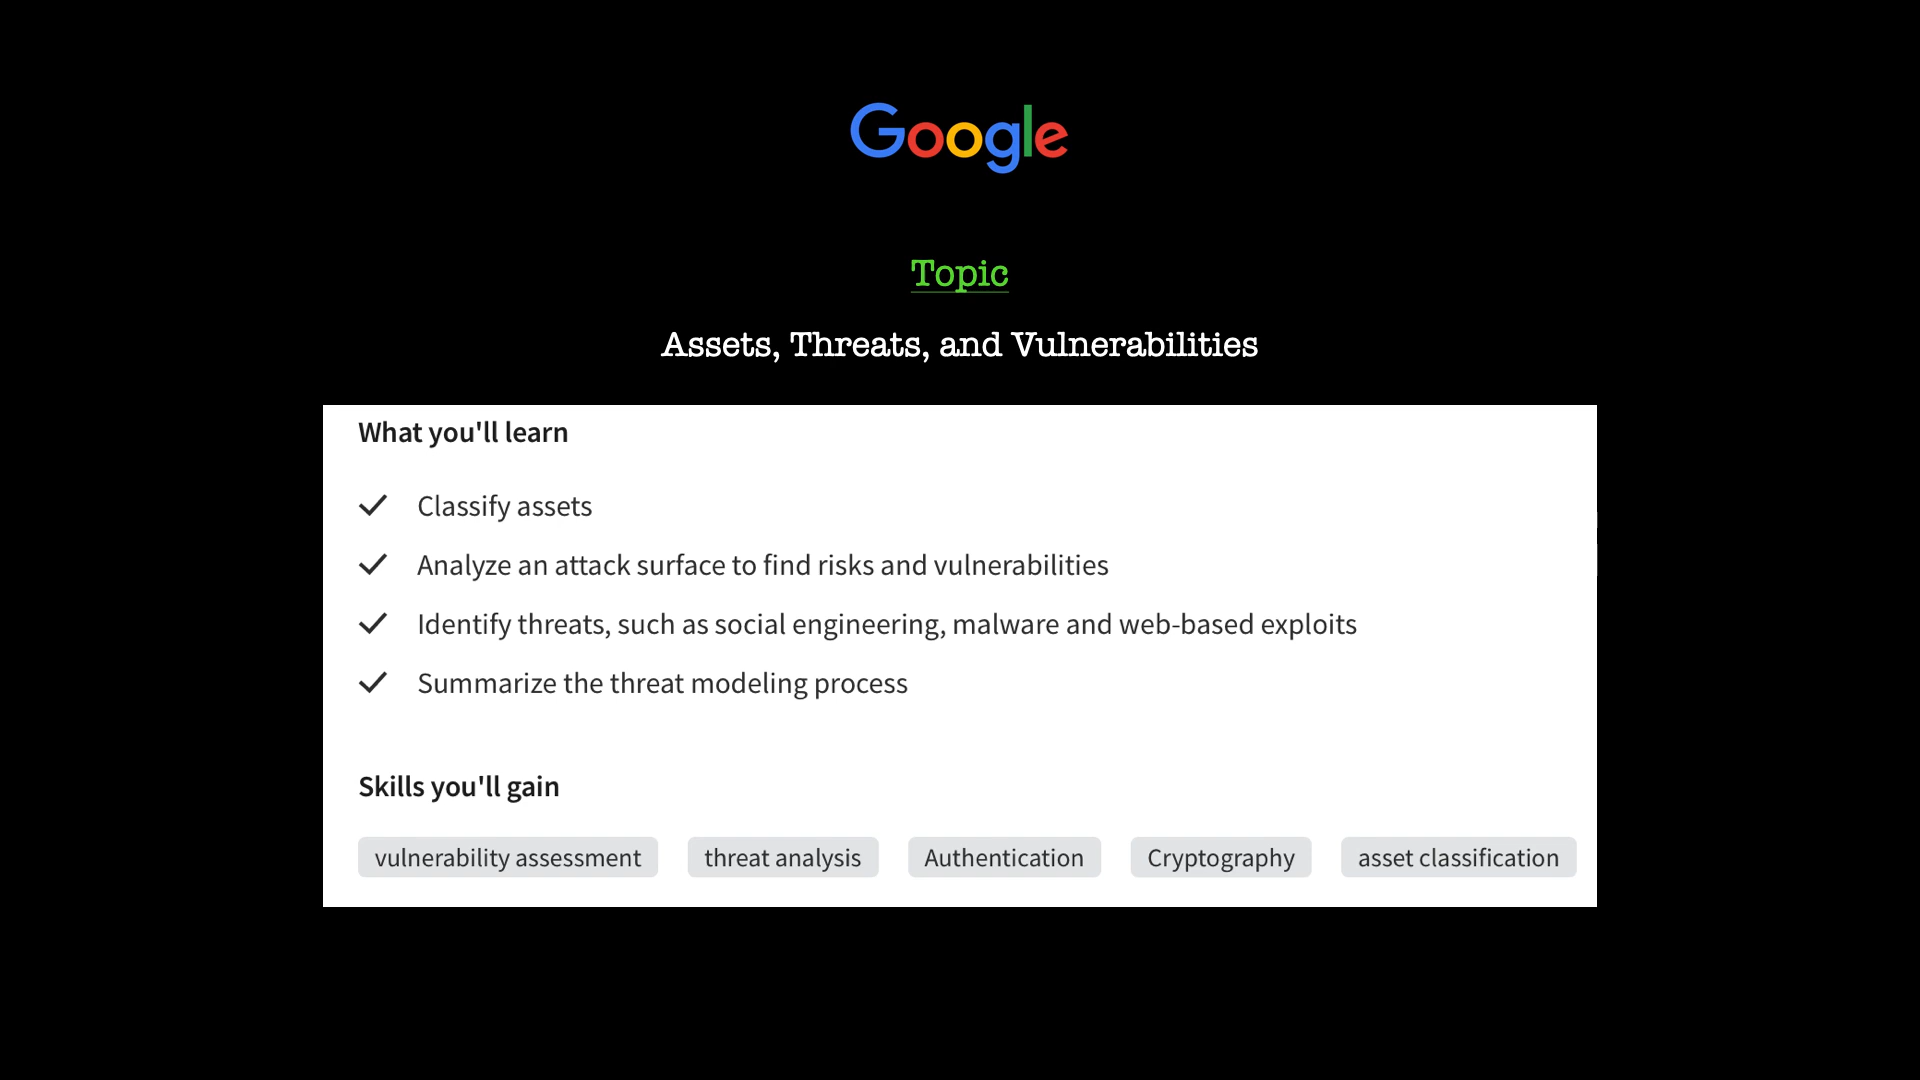 Google
Topic
Assets, Threats, and Vulnerabilities
What you'll learn
Classify assets
Analyze an attack surface to find risks and vulnerabilities
Identify threats, such as social engineering, malware and web-based exploits
Summarize the threat modeling process
Skills you'll gain
vulnerability assessment threat analysis Authentication Cryptography asset classification